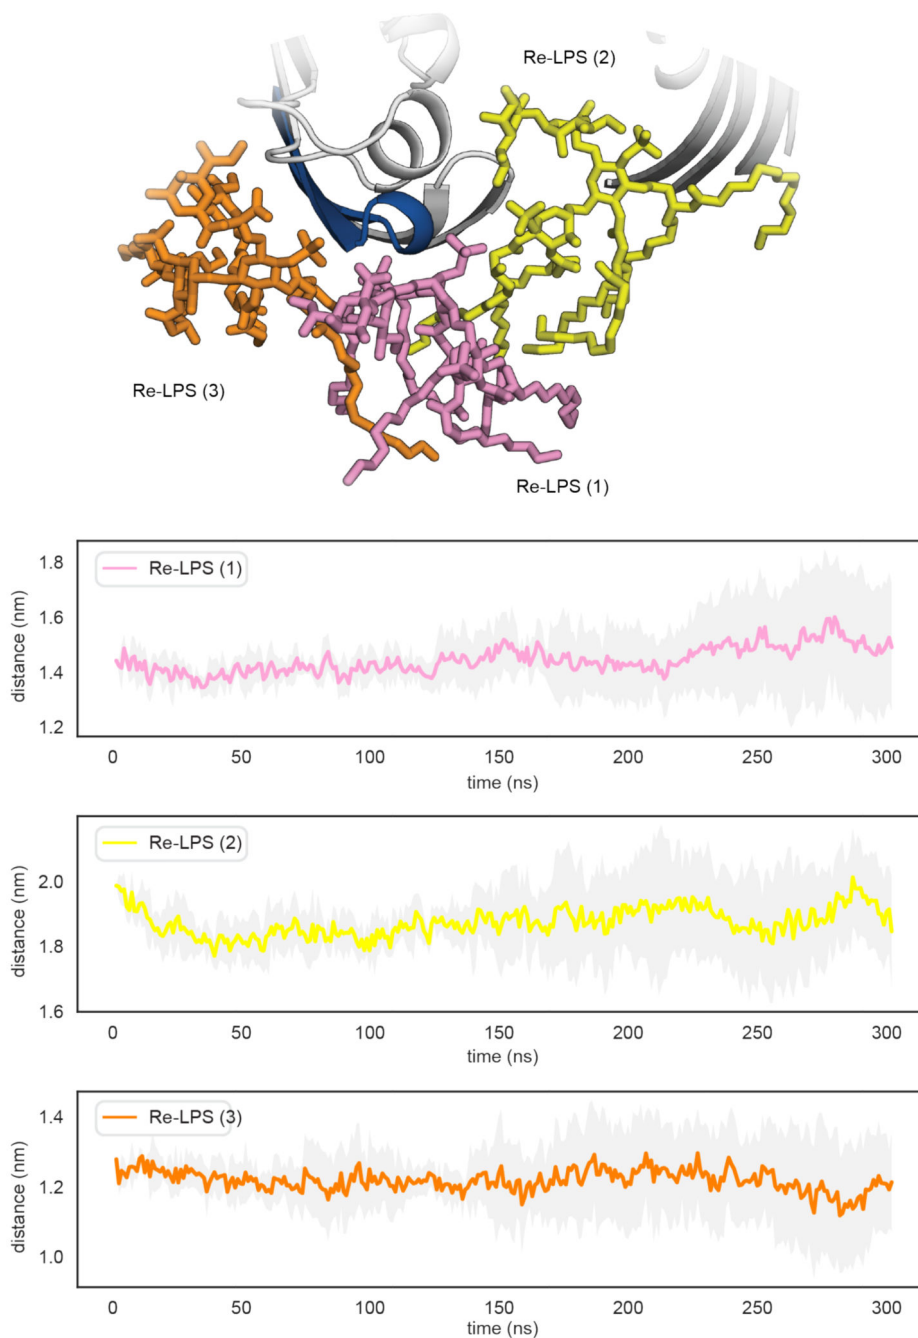 Re-LPS (2)
Re-LPS (3)
Re-LPS (1)
Re-LPS (1)
1.8
1.6
1.4
1.2
distance (nm)
0 50 100 150 200 250 300
time (ns)
Re-LPS (2)
2.0
1.8
1.6
distance (nm)
0 50 100 150 200 250 300
time (ns)
Re-LPS (3)
1.4
1.2
1.0
distance (nm)
0 50 100 150 200 250 300
time (ns)